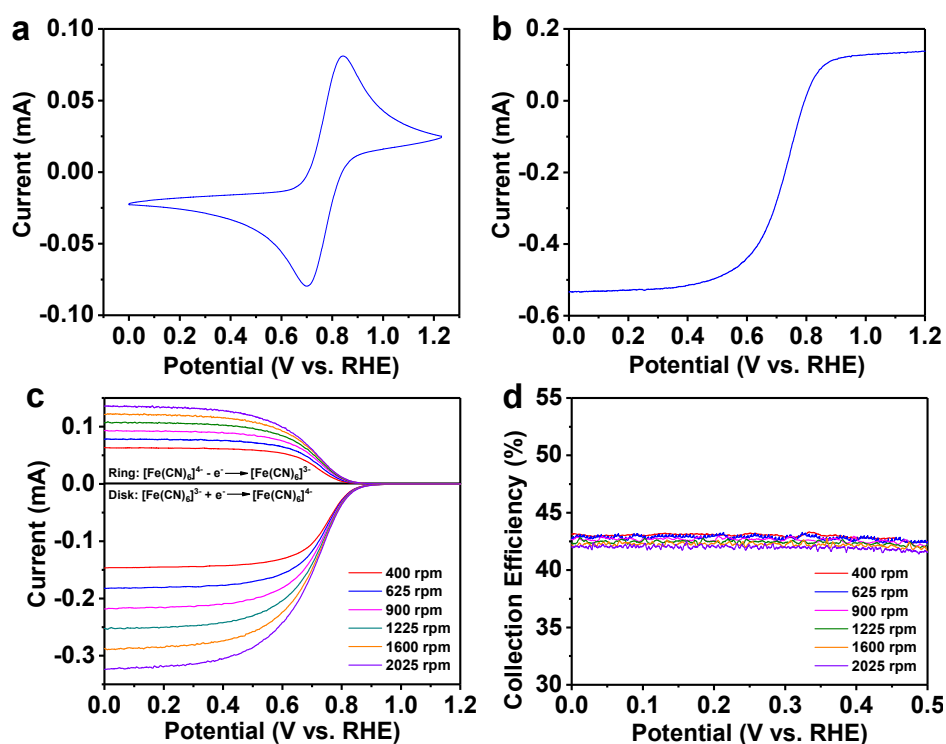 a
0.10
0.05
0.00
-0.05
-0.10
Current (mA)
0.0 0.2 0.4 0.6 0.8 1.0 1.2
Potential (V vs. RHE)
b
0.2
0.0
-0.2
-0.4
-0.6
Current (mA)
0.0 0.2 0.4 0.6 0.8 1.0 1.2
Potential (V vs. RHE)
c
0.1
0.0
-0.1
-0.2
-0.3
Current (mA)
Ring: [Fe(CN)₆]⁴⁻ - e⁻ → [Fe(CN)₆]³⁻
Disk: [Fe(CN)₆]³⁻ + e⁻ → [Fe(CN)₆]⁴⁻
400 rpm
625 rpm
900 rpm
1225 rpm
1600 rpm
2025 rpm
0.0 0.2 0.4 0.6 0.8 1.0 1.2
Potential (V vs. RHE)
d
55
50
45
42
39
36
33
30
Collection Efficiency (%)
400 rpm
625 rpm
900 rpm
1225 rpm
1600 rpm
2025 rpm
0.0 0.1 0.2 0.3 0.4 0.5
Potential (V vs. RHE)